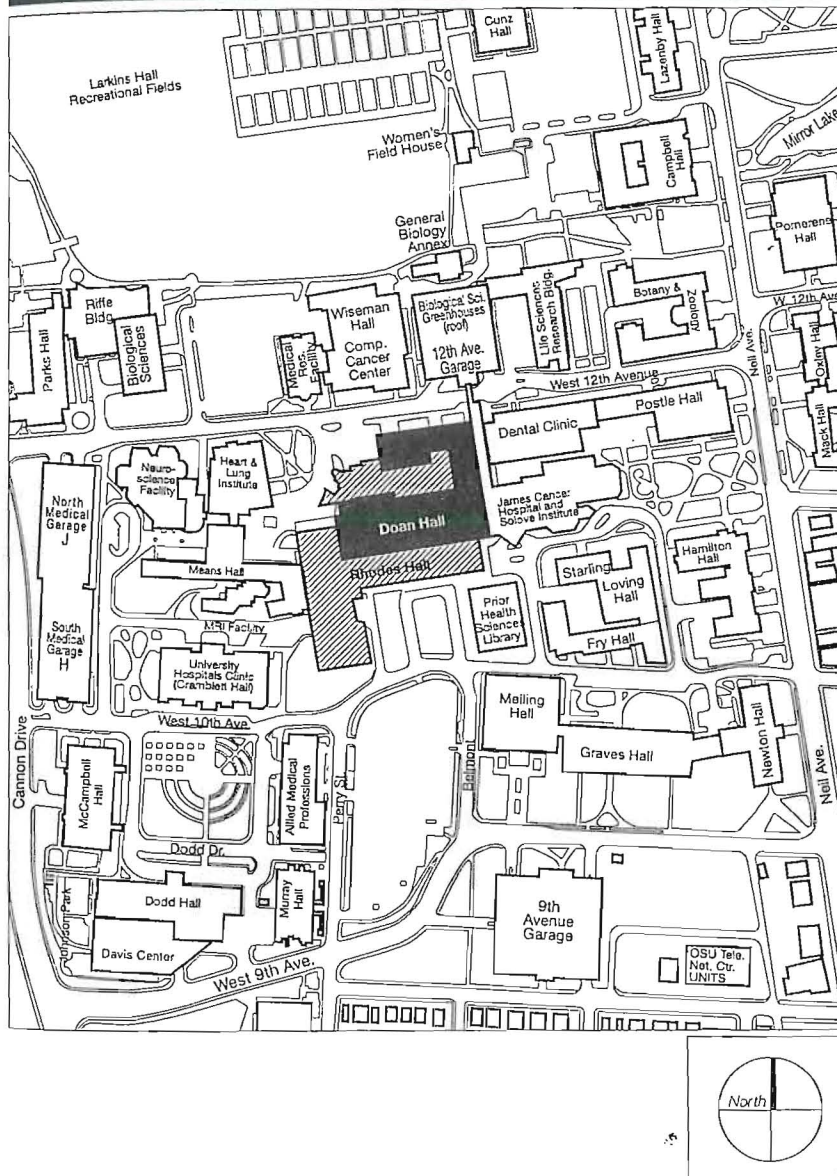 Cunz
Hall
Lazenby Hall
Larkins Hall
Recreational Fields
Mirror Lake
Women's
Field House
Campbell
Hall
General
Biology
Annex
Pomerene
Hall
Riffe
Bldg.
Biological
Sciences
Parks Hall
Wiseman
Hall
Comp.
Cancer
Center
Medical
Res.
Facility
Biological Sci.
Greenhouses
(roof)
12th Ave.
Garage
Life Sciences
Research Bldg.
Botany &
Zoology
W. 12th Ave
Neil Ave.
Oxley Hall
Mack Hall
West 12th Avenue
Dental Clinic
Postle Hall
Neuro-
science
Facility
Heart &
Lung
Institute
North
Medical
Garage
J
James Cancer
Hospital and
Solove Institute
Doan Hall
Rhodes Hall
Means Hall
Starling
Loving
Hall
Fry Hall
Hamilton
Hall
Prior
Health
Sciences
Library
MRI Facility
South
Medical
Garage
H
University
Hospitals Clinic
(Cramblett Hall)
Meiling
Hall
Graves Hall
Newton Hall
Neil Ave.
West 10th Ave.
Cannon Drive
McCampbell
Hall
Allied Medical
Professions
Perry St.
Belmont
Dodd Dr.
Johnson Park
Dodd Hall
Murray
Hall
Davis Center
9th
Avenue
Garage
West 9th Ave.
OSU Tele.
Net. Ctr.
UNITS
North